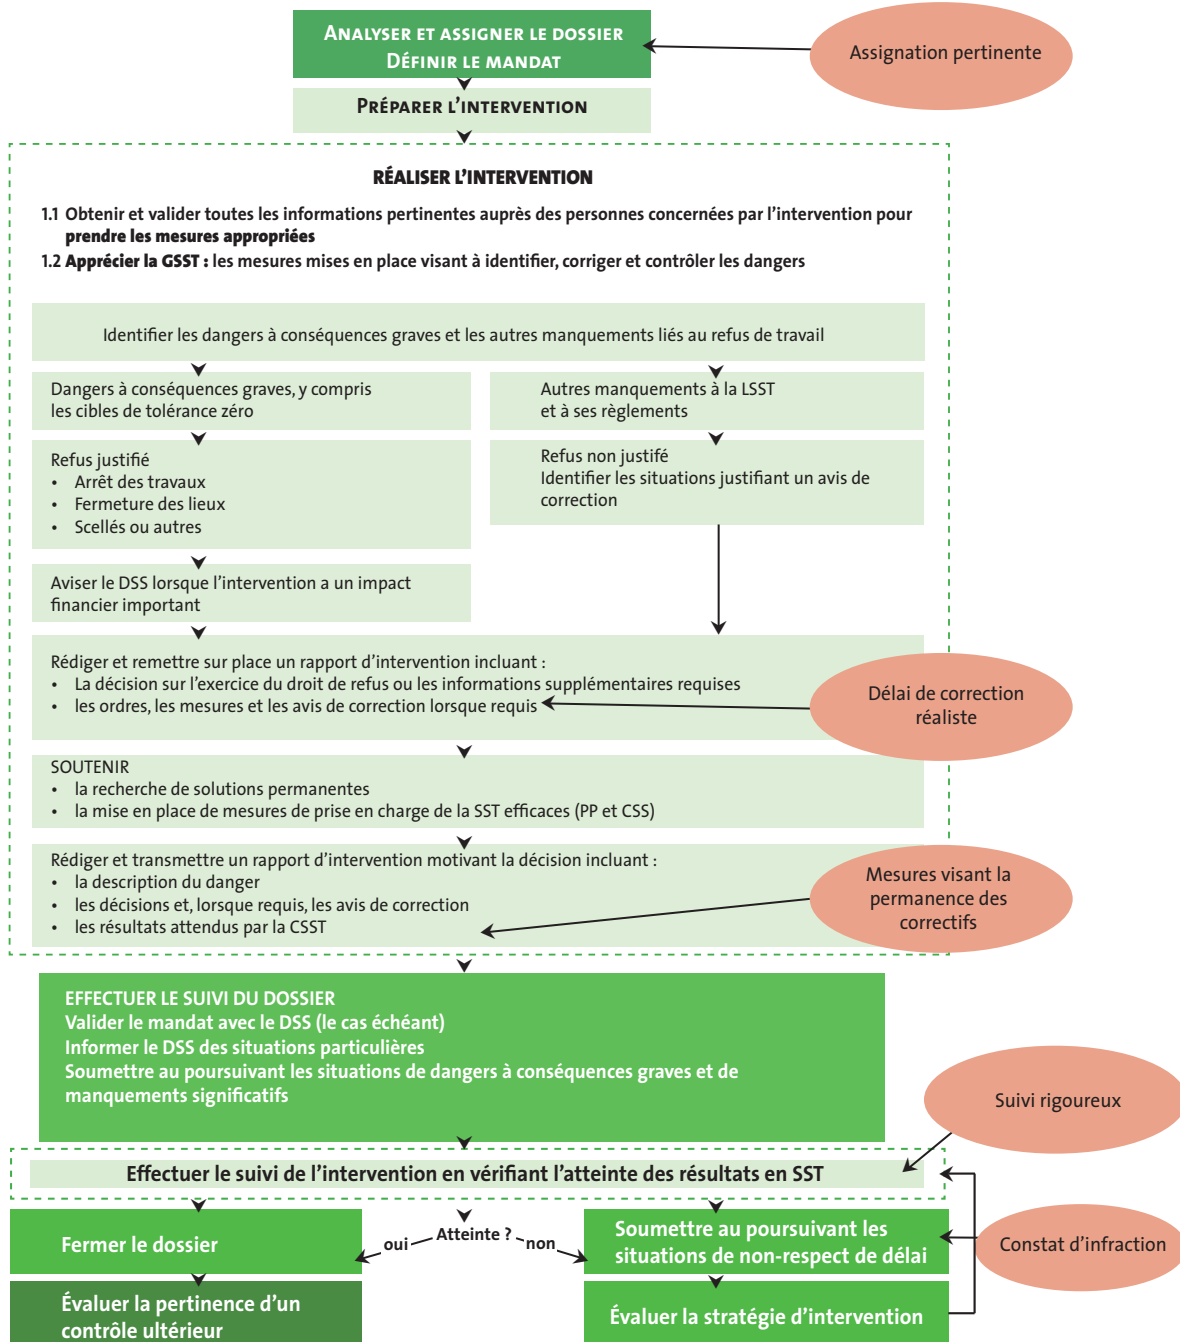 Analyser et assigner le dossier
Définir le mandat
Assignation pertinente
Préparer l’intervention
RÉALISER L’INTERVENTION
1.1 Obtenir et valider toutes les informations pertinentes auprès des personnes concernées par l’intervention pour
prendre les mesures appropriées
1.2 Apprécier la GSST : les mesures mises en place visant à identifier, corriger et contrôler les dangers
Identifier les dangers à conséquences graves et les autres manquements liés au refus de travail
Dangers à conséquences graves, y compris
les cibles de tolérance zéro
Autres manquements à la LSST
et à ses règlements
Refus justifié
• Arrêt des travaux
• Fermeture des lieux
• Scellés ou autres
Refus non justifé
Identifier les situations justifiant un avis de
correction
Aviser le DSS lorsque l’intervention a un impact
financier important
Rédiger et remettre sur place un rapport d’intervention incluant :
• La décision sur l’exercice du droit de refus ou les informations supplémentaires requises
• les ordres, les mesures et les avis de correction lorsque requis
Délai de correction
réaliste
SOUTENIR
• la recherche de solutions permanentes
• la mise en place de mesures de prise en charge de la SST efficaces (PP et CSS)
Rédiger et transmettre un rapport d’intervention motivant la décision incluant :
• la description du danger
• les décisions et, lorsque requis, les avis de correction
• les résultats attendus par la CSST
Mesures visant la
permanence des
correctifs
EFFECTUER LE SUIVI DU DOSSIER
Valider le mandat avec le DSS (le cas échéant)
Informer le DSS des situations particulières
Soumettre au poursuivant les situations de dangers à conséquences graves et de
manquements significatifs
Suivi rigoureux
Effectuer le suivi de l’intervention en vérifiant l’atteinte des résultats en SST
Fermer le dossier
oui
Atteinte ?
non
Soumettre au poursuivant les
situations de non-respect de délai
Constat d’infraction
Évaluer la pertinence d’un
contrôle ultérieur
Évaluer la stratégie d’intervention